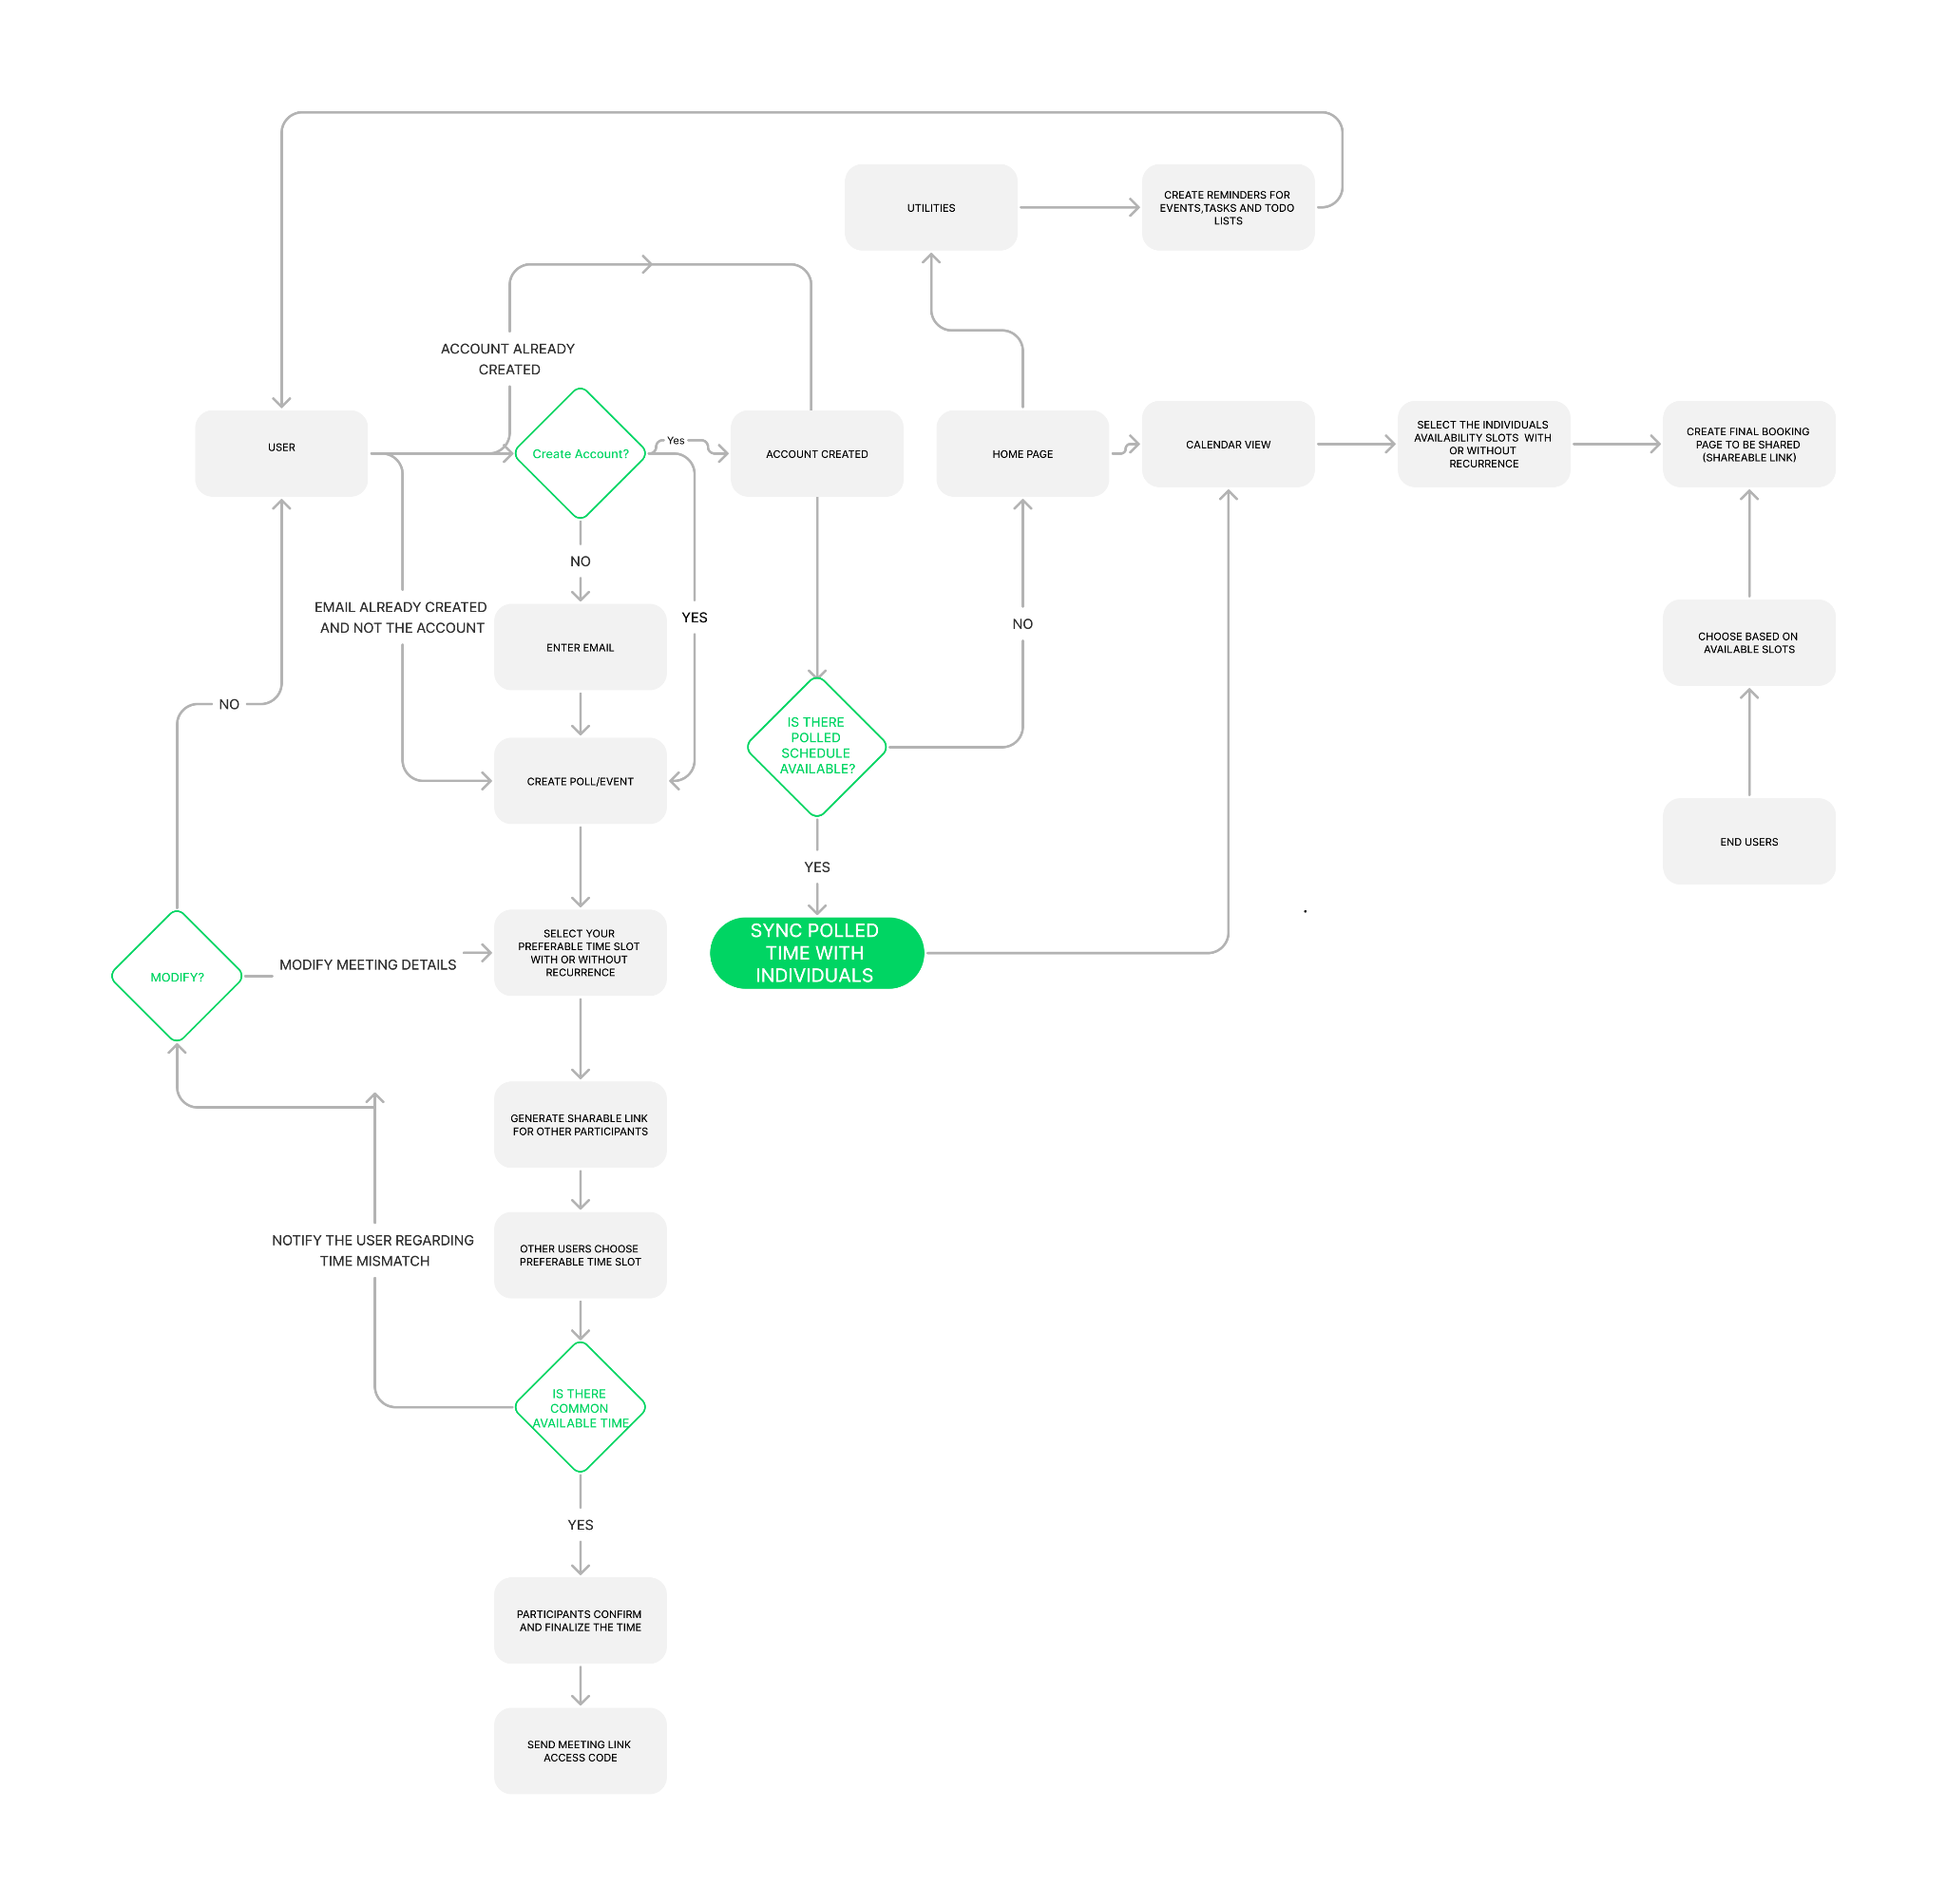 UTILITIES
CREATE REMINDERS FOR
EVENTS,TASKS AND TODO
LISTS
ACCOUNT ALREADY
CREATED
USER
Create Account?
Yes
ACCOUNT CREATED
HOME PAGE
CALENDAR VIEW
SELECT THE INDIVIDUALS
AVAILABILITY SLOTS WITH
OR WITHOUT
RECURRENCE
CREATE FINAL BOOKING
PAGE TO BE SHARED
(SHAREABLE LINK)
NO
EMAIL ALREADY CREATED
AND NOT THE ACCOUNT
YES
NO
ENTER EMAIL
CHOOSE BASED ON
AVAILABLE SLOTS
NO
IS THERE
POLLED
SCHEDULE
AVAILABLE?
CREATE POLL/EVENT
END USERS
YES
SELECT YOUR
PREFERABLE TIME SLOT
WITH OR WITHOUT
RECURRENCE
SYNC POLLED
TIME WITH
INDIVIDUALS
MODIFY?
MODIFY MEETING DETAILS
GENERATE SHARABLE LINK
FOR OTHER PARTICIPANTS
NOTIFY THE USER REGARDING
TIME MISMATCH
OTHER USERS CHOOSE
PREFERABLE TIME SLOT
IS THERE
COMMON
AVAILABLE TIME
YES
PARTICIPANTS CONFIRM
AND FINALIZE THE TIME
SEND MEETING LINK
ACCESS CODE